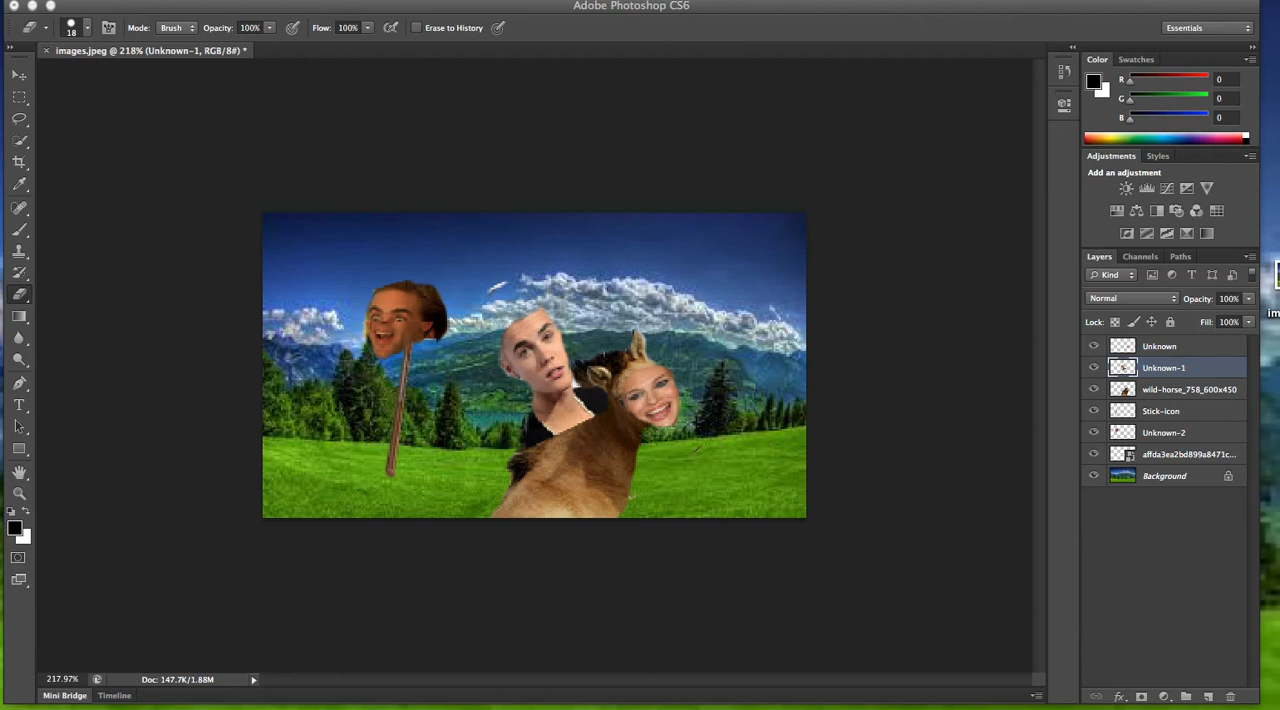 Adobe Photoshop CS6
18
Mode: Brush Opacity: 100% Flow: 100% Erase to History Essentials
× images.jpeg @ 218% (Unknown-1, RGB/8#) *
Color Swatches
R 0
G 0
B 0
Adjustments Styles
Add an adjustment
Layers Channels Paths
Kind
Normal Opacity: 100%
Lock: Fill: 100%
Unknown
Unknown-1
wild-horse_758_600x450
Stick-icon
Unknown-2
affda3ea2bd899a8471c...
Background
im
217.97% Doc: 147.7K/1.88M
Mini Bridge Timeline